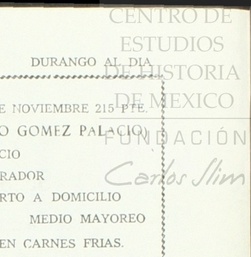 CENTRO DE
ESTUDIOS
DE HISTORIA
DE MEXICO
FUNDACIÓN
Carlos Slim
DURANGO AL DIA
E NOVIEMBRE 215 PTE.
O GOMEZ PALACIO)
CIO
RADOR
RTO A DOMICILIO
MEDIO MAYOREO
EN CARNES FRIAS.